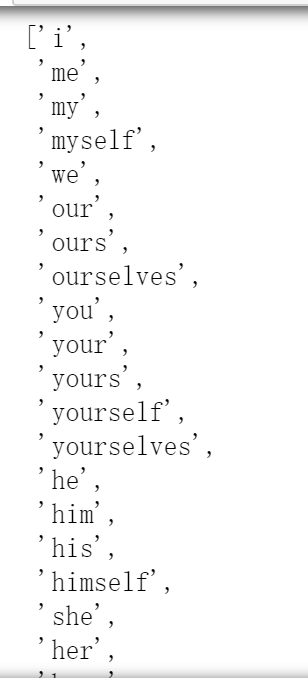 ['i',
'me',
'my',
'myself',
'we',
'our',
'ours',
'ourselves',
'you',
'your',
'yours',
'yourself',
'yourselves',
'he',
'him',
'his',
'himself',
'she',
'her',